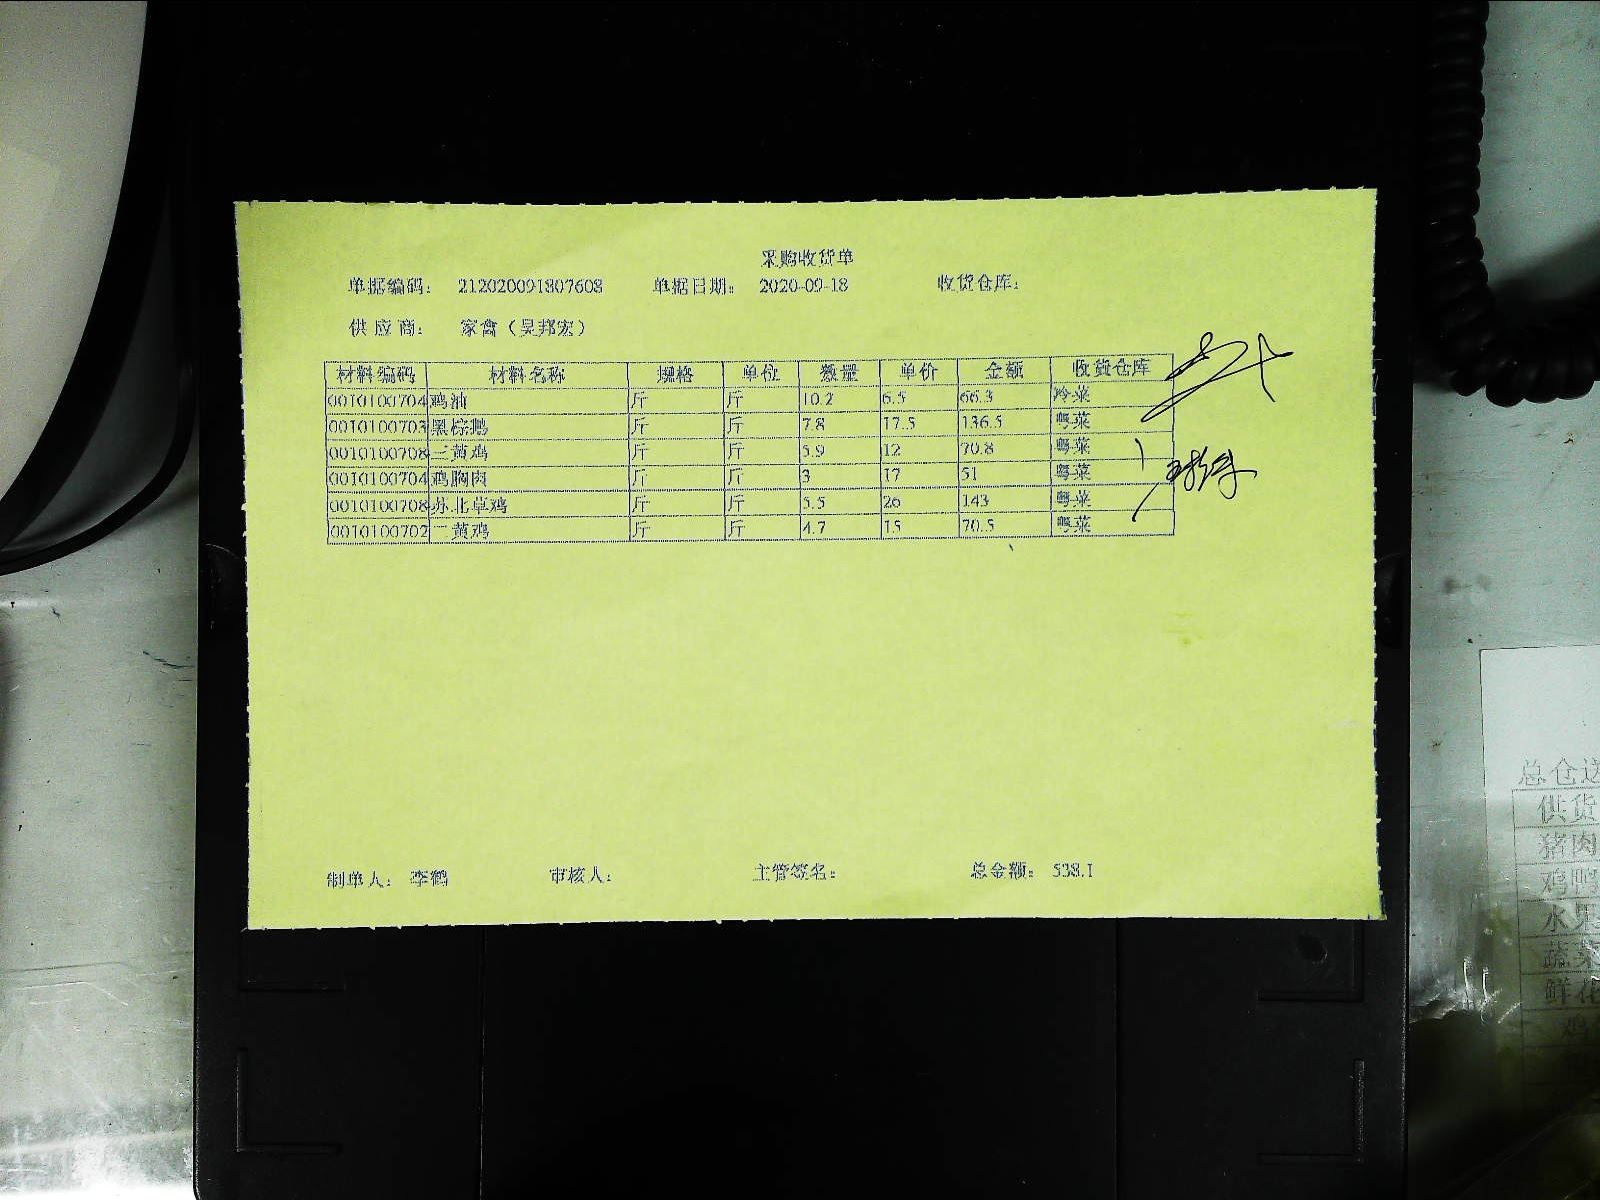 采购收货单
单据编码： 212020091807608 单据日期： 2020-09-18 收货仓库：
供应商： 家禽（吴邦宏）
材料编码 材料名称 规格 单位 数量 单价 金额 收货仓库
0010100704 鸡油 斤 斤 10.2 6.5 66.3 冷菜
0010100703 黑棕鹅 斤 斤 7.8 17.5 136.5 粤菜
0010100708 三黄鸡 斤 斤 5.9 12 70.8 粤菜
0010100704 鸡胸肉 斤 斤 3 17 51 粤菜
0010100708 苏北草鸡 斤 斤 5.5 26 143 粤菜
0010100702 二黄鸡 斤 斤 4.7 15 70.5 粤菜
制单人： 李鹤 审核人： 主管签名： 总金额： 538.1
总仓送
供货
猪肉
鸡鸭
水果
蔬菜
鲜花
鸡